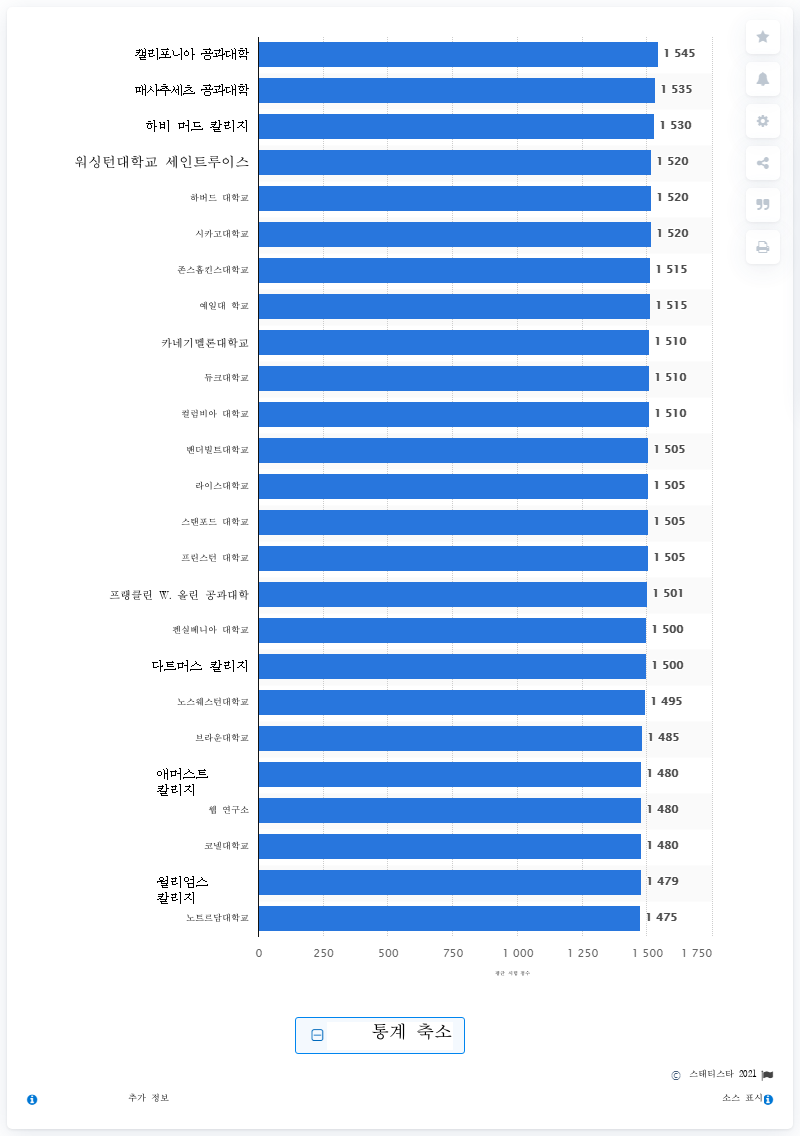 캘리포니아 공과대학 1 545
매사추세츠 공과대학 1 535
하비 머드 칼리지 1 530
워싱턴대학교 세인트루이스 1 520
하버드 대학교 1 520
시카고대학교 1 520
존스홉킨스대학교 1 515
예일대 학교 1 515
카네기멜론대학교 1 510
듀크대학교 1 510
컬럼비아 대학교 1 510
밴더빌트대학교 1 505
라이스대학교 1 505
스탠포드 대학교 1 505
프린스턴 대학교 1 505
프랭클린 W. 올린 공과대학 1 501
펜실베니아 대학교 1 500
다트머스 칼리지 1 500
노스웨스턴대학교 1 495
브라운대학교 1 485
애머스트 1 480
칼리지
웹 연구소 1 480
코넬대학교 1 480
윌리엄스 1 479
칼리지
노트르담대학교 1 475
0 250 500 750 1 000 1 250 1 500 1 750
평균 시험 점수
통계 축소
© 스태티스타 2021
추가 정보 소스 표시